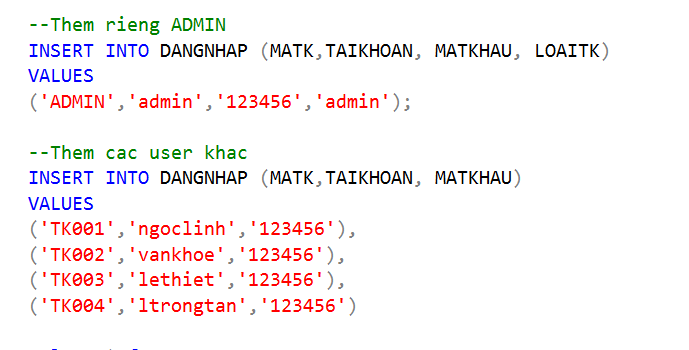 --Them rieng ADMIN
INSERT INTO DANGNHAP (MATK,TAIKHOAN, MATKHAU, LOAITK)
VALUES
('ADMIN','admin','123456','admin');
--Them cac user khac
INSERT INTO DANGNHAP (MATK,TAIKHOAN, MATKHAU)
VALUES
('TK001','ngoclinh','123456'),
('TK002','vankhoe','123456'),
('TK003','lethiet','123456'),
('TK004','ltrongtan','123456')